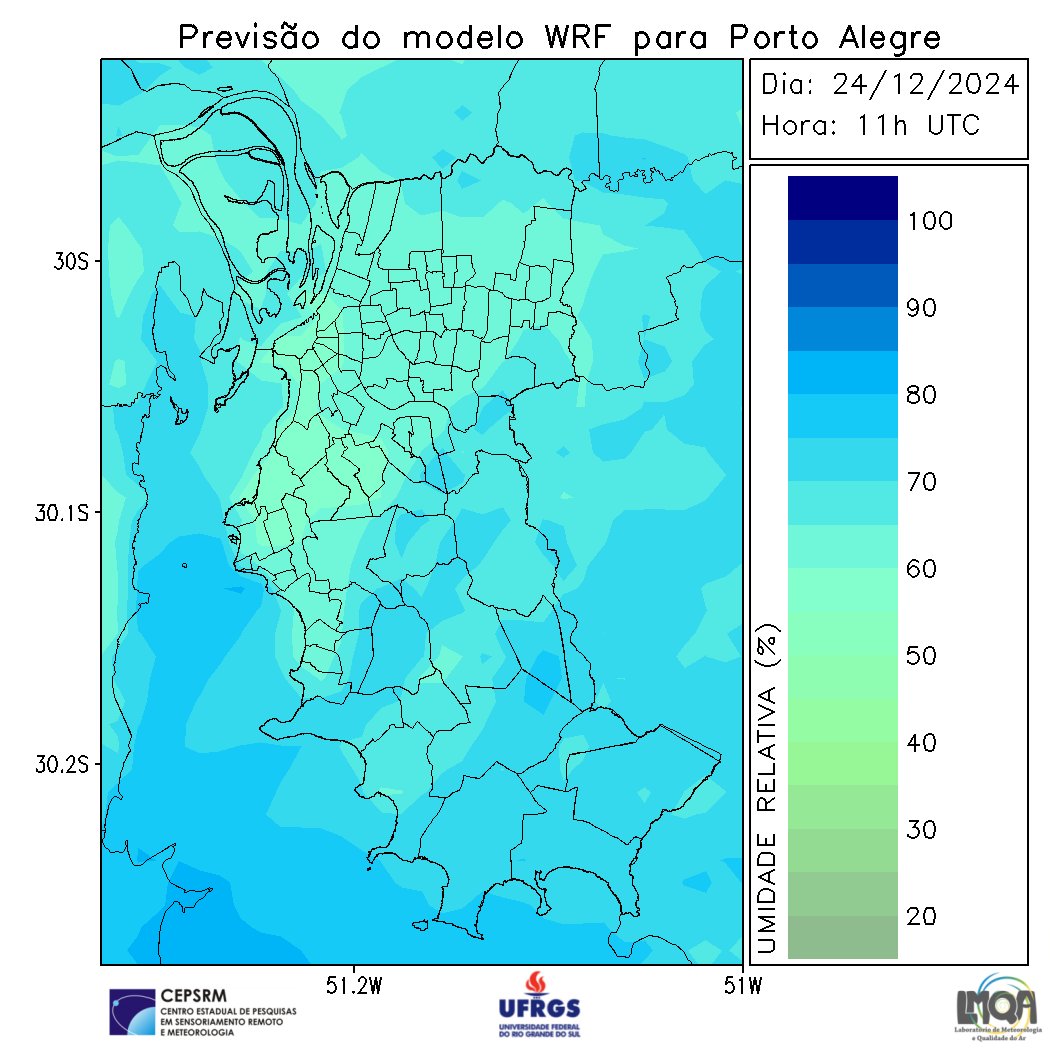 Previsão do modelo WRF para Porto Alegre
Dia: 24/12/2024
Hora: 11h UTC
100
90
80
70
60
50
40
30
20
UMIDADE RELATIVA (%)
30S
30.1S
30.2S
51.2W
51W
CEPSRM
CENTRO ESTADUAL DE PESQUISAS
EM SENSORIAMENTO REMOTO
E METEOROLOGIA
UFRGS
UNIVERSIDADE FEDERAL
DO RIO GRANDE DO SUL
LMQA
Laboratório de Meteorologia
e Qualidade do Ar